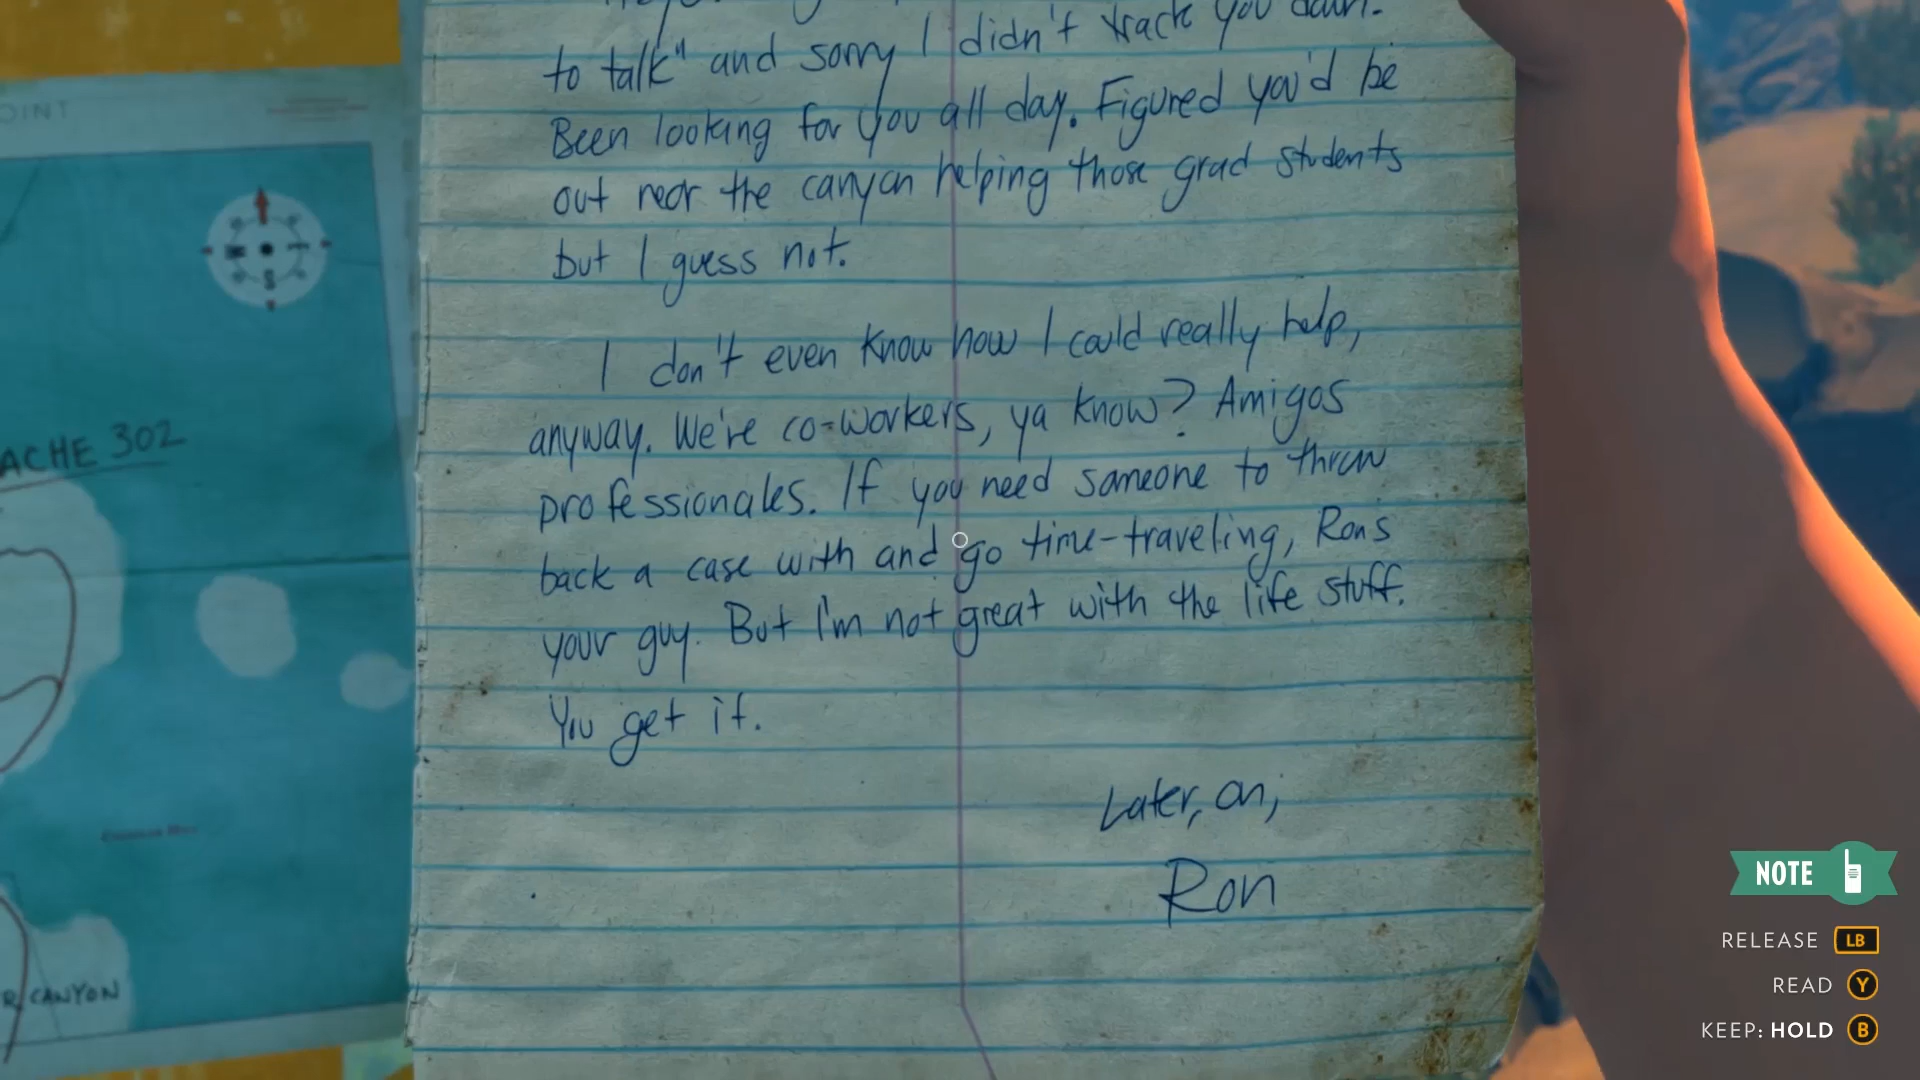 to talk" and sorry I didn't track you down.
Been looking for you all day. Figured you'd be
out near the canyon helping those grad students
but I guess not.
I don't even know how I could really help,
anyway. We're co-workers, ya know? Amigos
professionales. If you need someone to throw
back a case with and go time-traveling, Ron's
your guy. But I'm not great with the life stuff.
You get it.
Later, on,
Ron
OINT
ACHE 302
R CANYON
S
NOTE
RELEASE LB
READ Y
KEEP: HOLD B